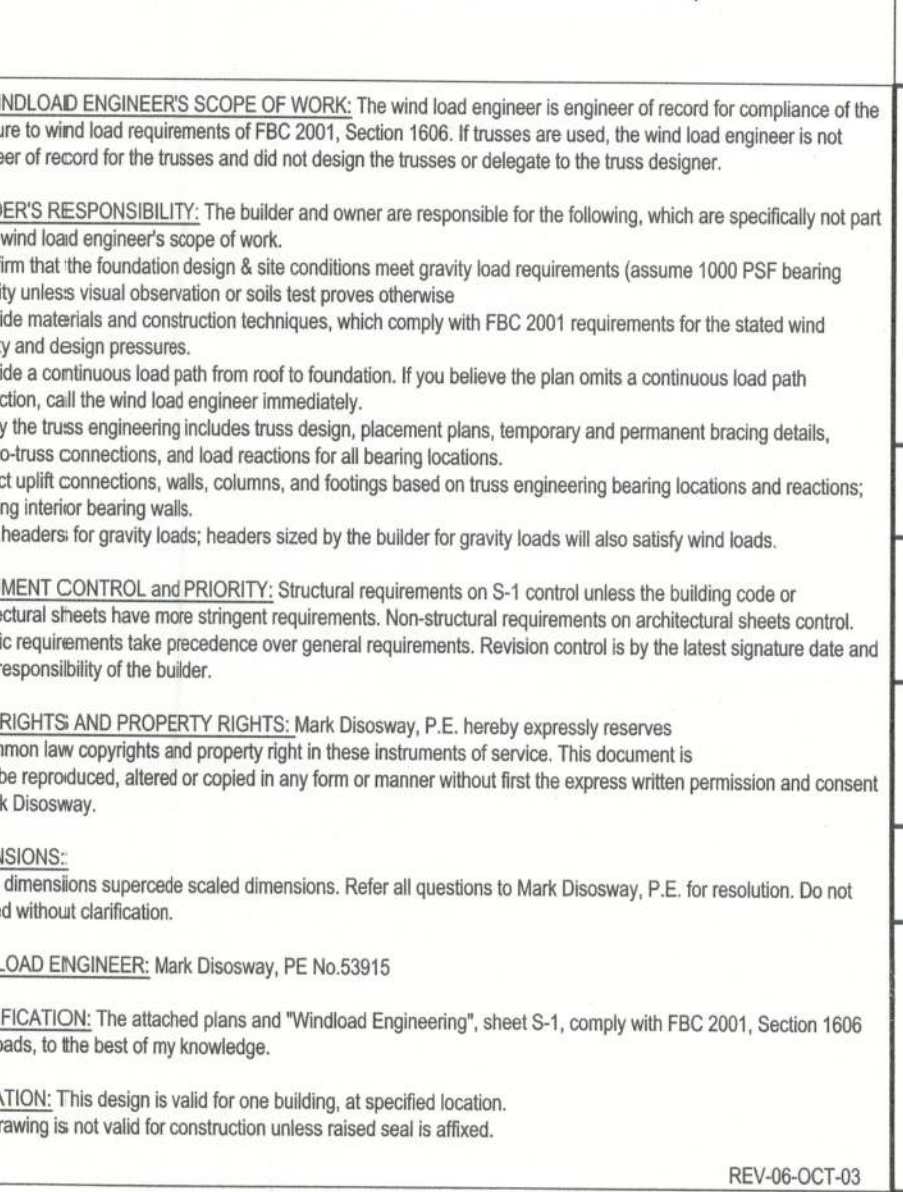 NDLOAD ENGINEER'S SCOPE OF WORK: The wind load engineer is engineer of record for compliance of the
ure to wind load requirements of FBC 2001, Section 1606. If trusses are used, the wind load engineer is not
eer of record for the trusses and did not design the trusses or delegate to the truss designer.
DER'S RESPONSIBILITY: The builder and owner are responsible for the following, which are specifically not part
wind load engineer's scope of work.
irm that the foundation design & site conditions meet gravity load requirements (assume 1000 PSF bearing
ity unless visual observation or soils test proves otherwise
ide materials and construction techniques, which comply with FBC 2001 requirements for the stated wind
y and design pressures.
ide a continuous load path from roof to foundation. If you believe the plan omits a continuous load path
ction, call the wind load engineer immediately.
y the truss engineering includes truss design, placement plans, temporary and permanent bracing details,
o-truss connections, and load reactions for all bearing locations.
ct uplift connections, walls, columns, and footings based on truss engineering bearing locations and reactions;
ng interior bearing walls.
headers for gravity loads; headers sized by the builder for gravity loads will also satisfy wind loads.
MENT CONTROL and PRIORITY: Structural requirements on S-1 control unless the building code or
ectural sheets have more stringent requirements. Non-structural requirements on architectural sheets control.
ic requirements take precedence over general requirements. Revision control is by the latest signature date and
responsilbility of the builder.
RIGHTS AND PROPERTY RIGHTS: Mark Disosway, P.E. hereby expressly reserves
mmon law copyrights and property right in these instruments of service. This document is
be reproduced, altered or copied in any form or manner without first the express written permission and consent
k Disosway.
NSIONS:
dimensiions supercede scaled dimensions. Refer all questions to Mark Disosway, P.E. for resolution. Do not
d without clarification.
LOAD ENGINEER: Mark Disosway, PE No.53915
FICATION: The attached plans and "Windload Engineering", sheet S-1, comply with FBC 2001, Section 1606
oads, to the best of my knowledge.
ATION: This design is valid for one building, at specified location.
rawing is not valid for construction unless raised seal is affixed.
REV-06-OCT-03